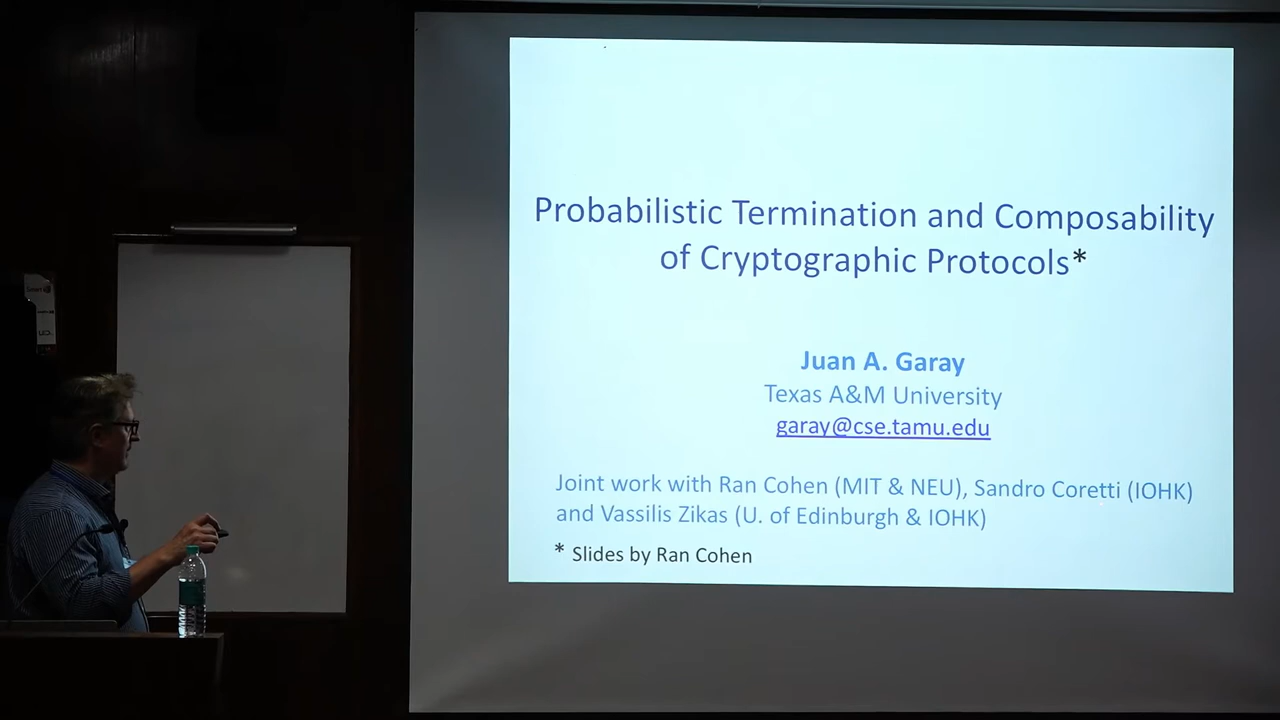 Probabilistic Termination and Composability
of Cryptographic Protocols*
Juan A. Garay
Texas A&M University
garay@cse.tamu.edu
Joint work with Ran Cohen (MIT & NEU), Sandro Coretti (IOHK)
and Vassilis Zikas (U. of Edinburgh & IOHK)
* Slides by Ran Cohen